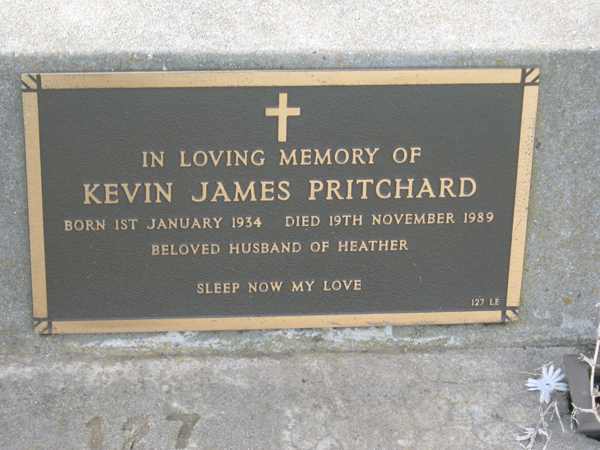 IN LOVING MEMORY OF
KEVIN JAMES PRITCHARD
BORN 1ST JANUARY 1934 DIED 19TH NOVEMBER 1989
BELOVED HUSBAND OF HEATHER
SLEEP NOW MY LOVE
127 LE
127